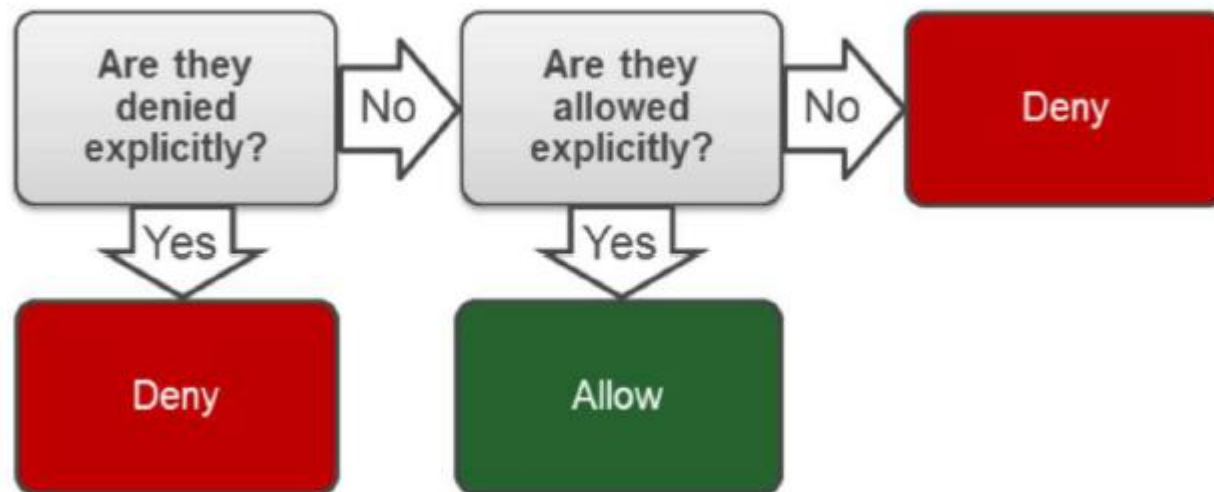 Are they
denied
explicitly?
No
Are they
allowed
explicitly?
No
Deny
Yes
Yes
Deny
Allow